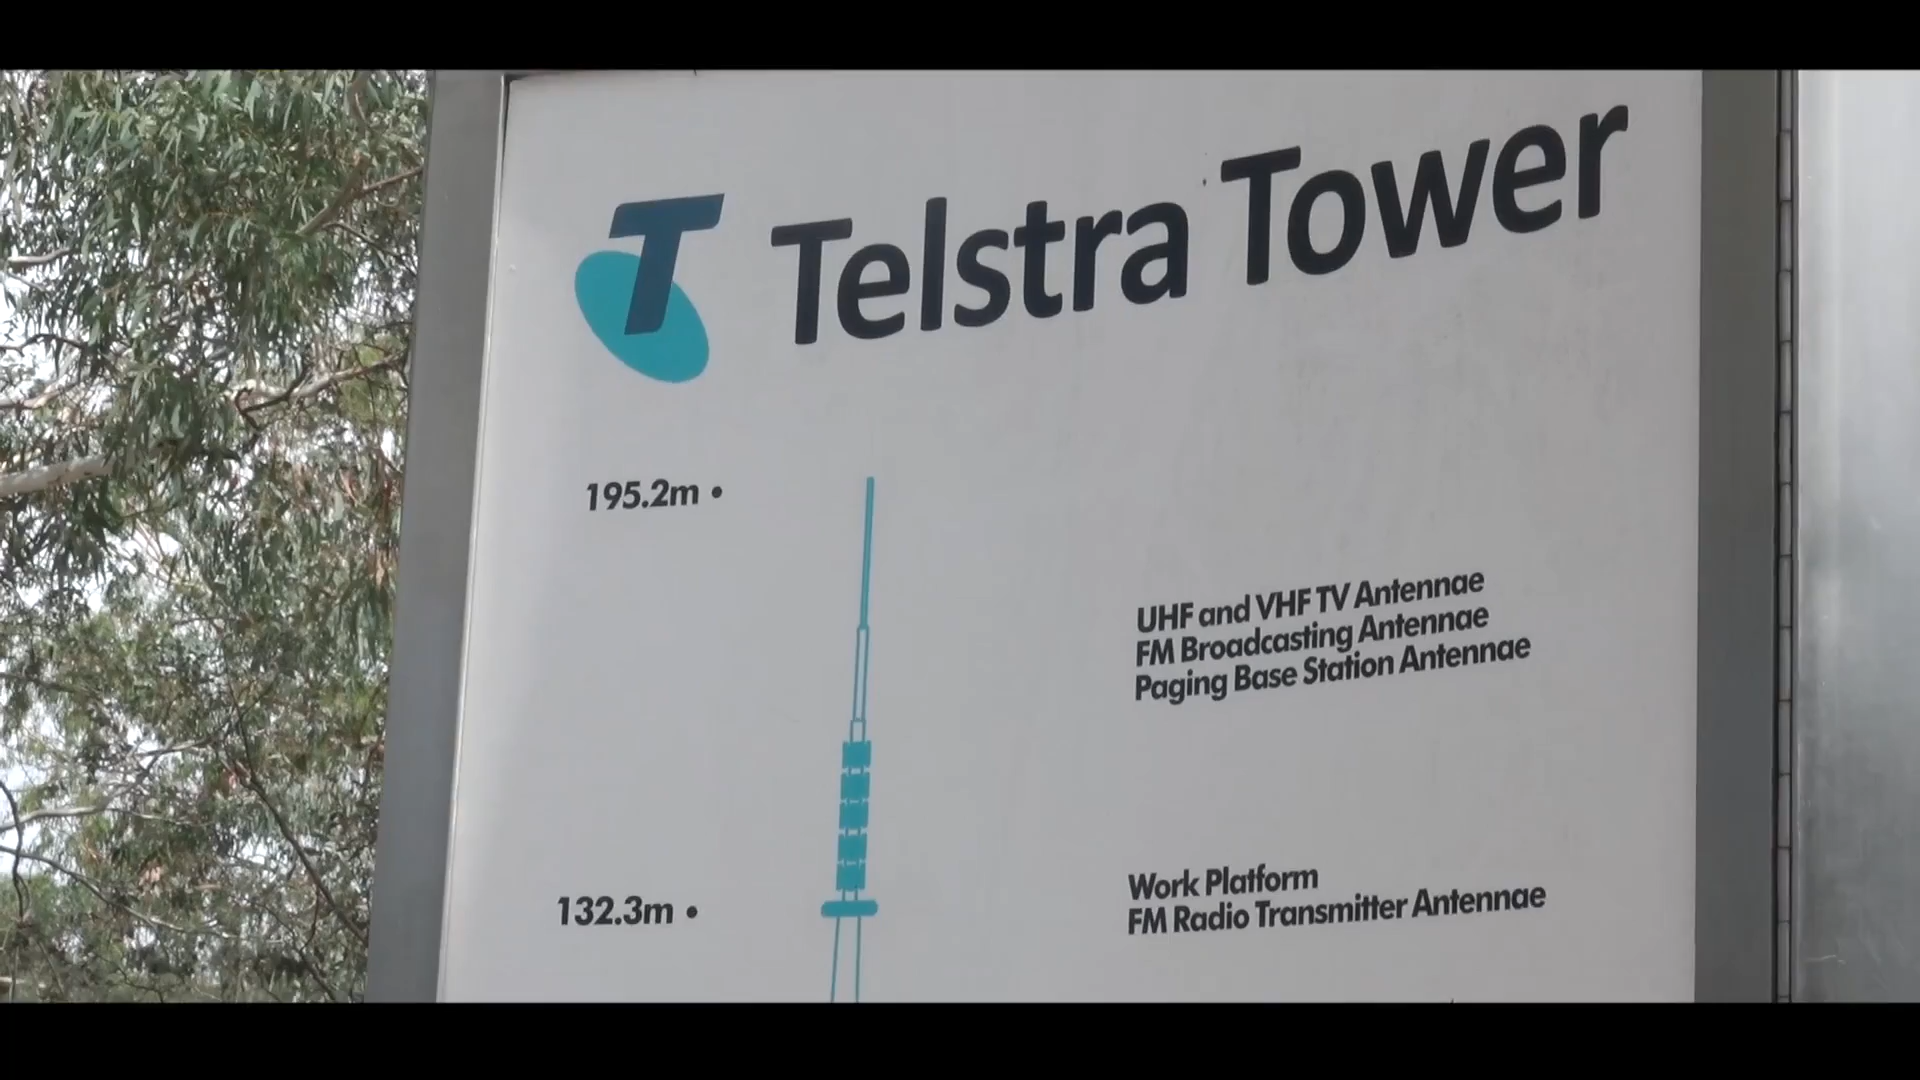 T Telstra Tower
195.2m •
UHF and VHF TV Antennae
FM Broadcasting Antennae
Paging Base Station Antennae
132.3m •
Work Platform
FM Radio Transmitter Antennae